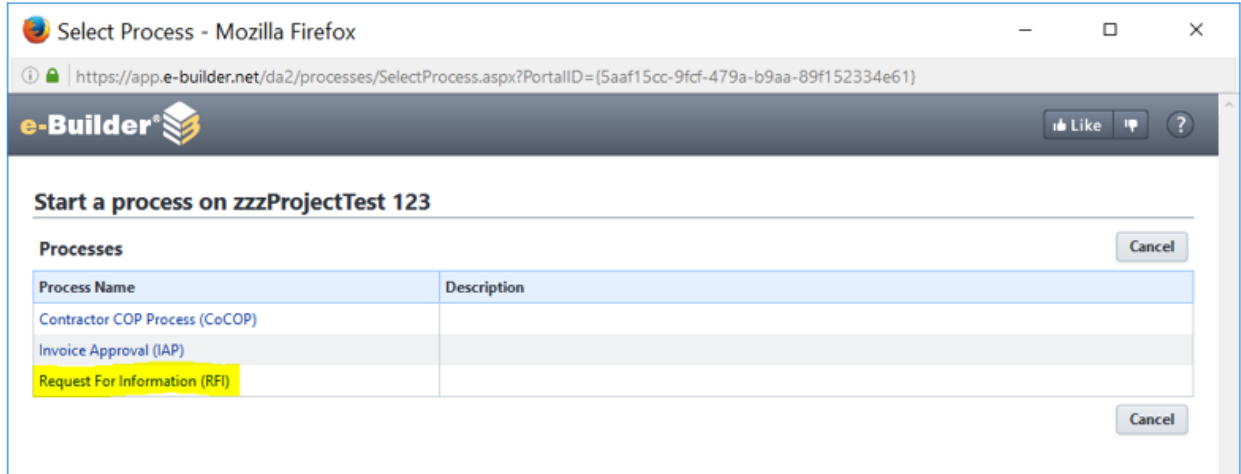 Select Process - Mozilla Firefox
https://app.e-builder.net/da2/processes/SelectProcess.aspx?PortalID={5aaf15cc-9fcf-479a-b9aa-89f152334e61}
e-Builder® Like ?
Start a process on zzzProjectTest 123
Processes Cancel
Process Name Description
Contractor COP Process (CoCOP)
Invoice Approval (IAP)
Request For Information (RFI)
Cancel